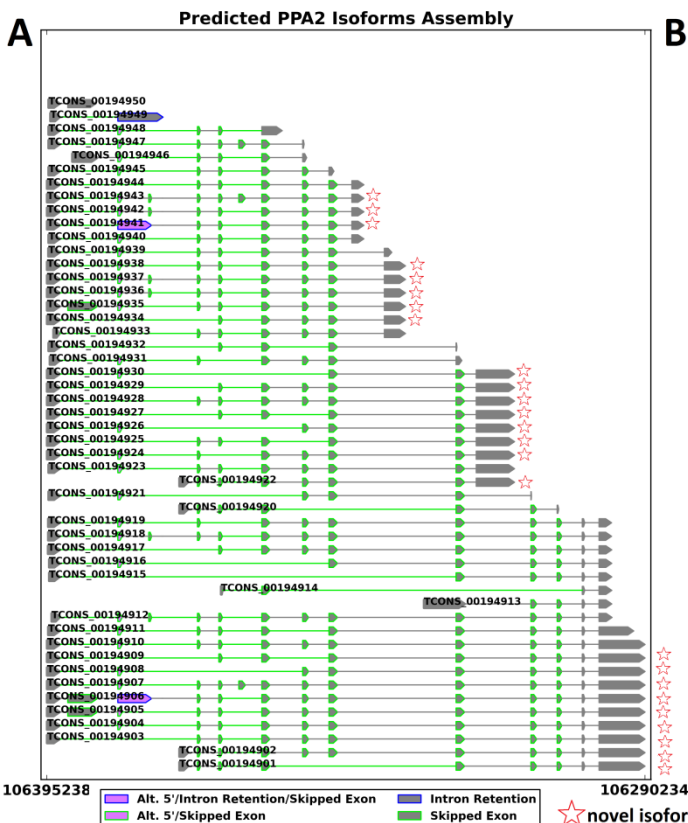 A Predicted PPA2 Isoforms Assembly B
TCONS_00194950
TCONS_00194949
TCONS_00194948
TCONS_00194947
TCONS_00194946
TCONS_00194945
TCONS_00194944
TCONS_00194943
TCONS_00194942
TCONS_00194941
TCONS_00194940
TCONS_00194939
TCONS_00194938
TCONS_00194937
TCONS_00194936
TCONS_00194935
TCONS_00194934
TCONS_00194933
TCONS_00194932
TCONS_00194931
TCONS_00194930
TCONS_00194929
TCONS_00194928
TCONS_00194927
TCONS_00194926
TCONS_00194925
TCONS_00194924
TCONS_00194923
TCONS_00194922
TCONS_00194921
TCONS_00194920
TCONS_00194919
TCONS_00194918
TCONS_00194917
TCONS_00194916
TCONS_00194915
TCONS_00194914
TCONS_00194913
TCONS_00194912
TCONS_00194911
TCONS_00194910
TCONS_00194909
TCONS_00194908
TCONS_00194907
TCONS_00194906
TCONS_00194905
TCONS_00194904
TCONS_00194903
TCONS_00194902
TCONS_00194901
106395238 106290234
Alt. 5'/Intron Retention/Skipped Exon Intron Retention
Alt. 5'/Skipped Exon Skipped Exon novel isofor